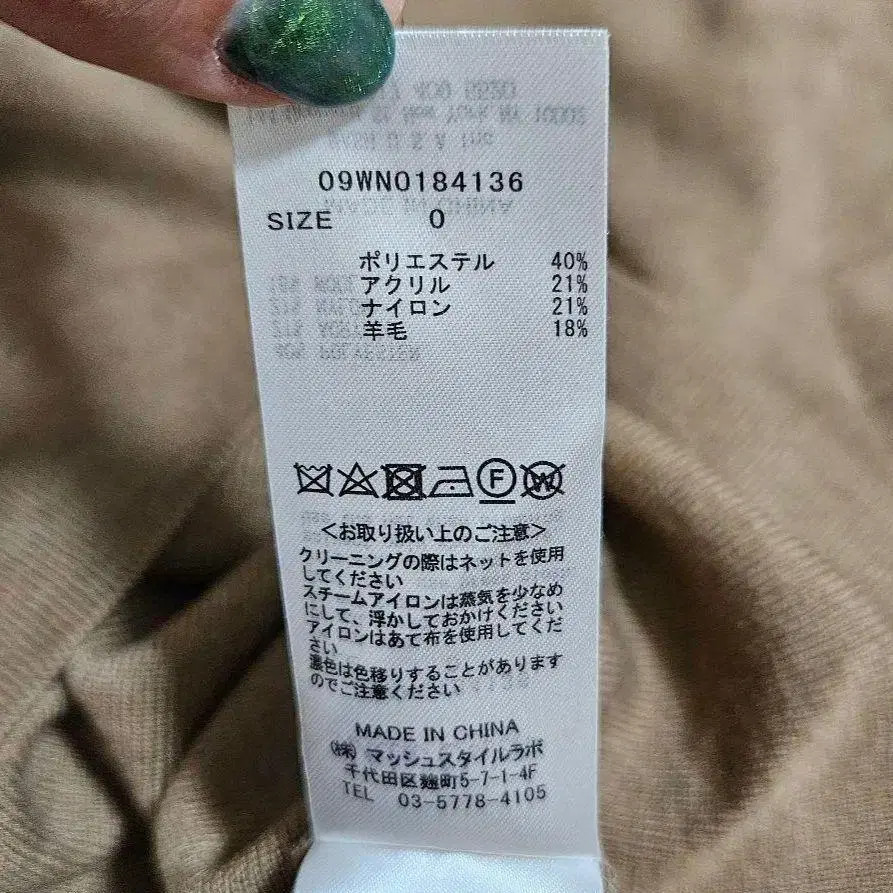 09WN0184136
SIZE 0
ポリエステル 40%
アクリル 21%
ナイロン 21%
羊毛 18%
F
W
<お取り扱い上のご注意>
クリーニングの際はネットを使用
してください
スチームアイロンは蒸気を少なめ
にして、浮かしておかけください
アイロンはあて布を使用してくだ
さい
濃色は色移りすることがあります
のでご注意ください
MADE IN CHINA
(株) マッシュスタイルラボ
千代田区麹町5-7-1-4F
TEL 03-5778-4105